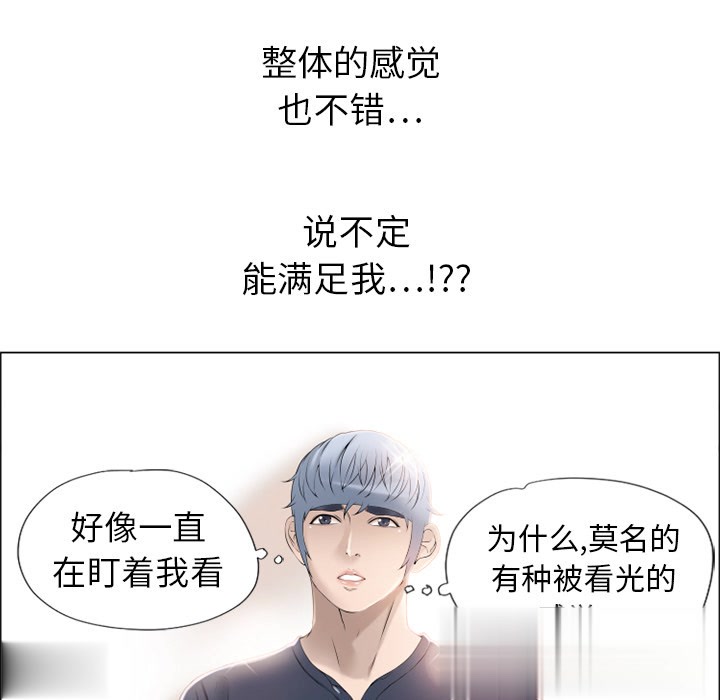 整体的感觉
也不错...
说不定
能满足我...!??
好像一直
在盯着我看
为什么,莫名的
有种被看光的